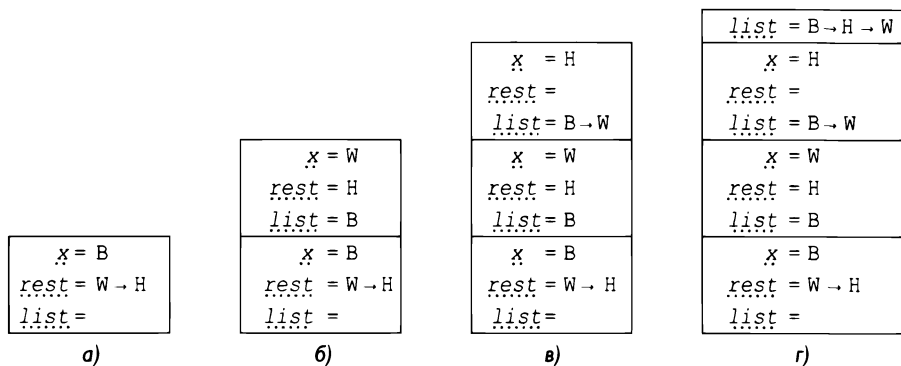 x = B
rest = W → H
list =
а)
x = W
rest = H
list = B
x = B
rest = W → H
list =
б)
x = H
rest =
list = B → W
x = W
rest = H
list = B
x = B
rest = W → H
list =
в)
list = B → H → W
x = H
rest =
list = B → W
x = W
rest = H
list = B
x = B
rest = W → H
list =
г)